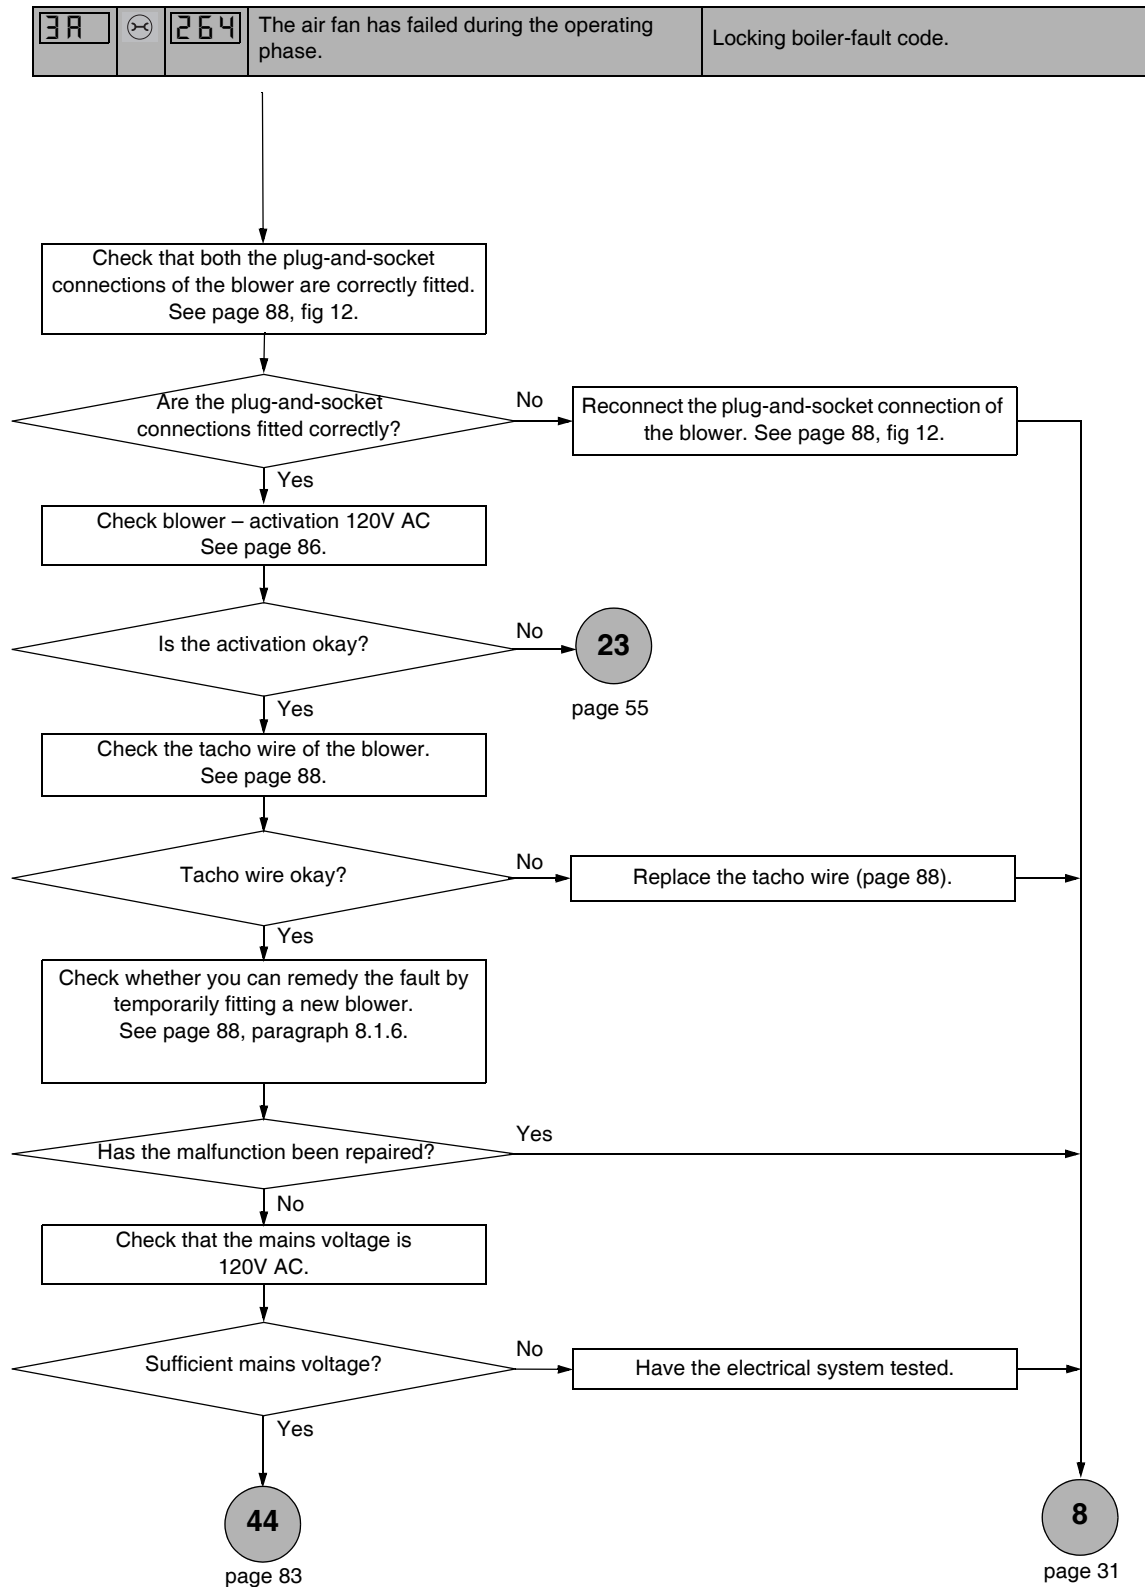 3A
264
The air fan has failed during the operating
phase.
Locking boiler-fault code.
Check that both the plug-and-socket
connections of the blower are correctly fitted.
See page 88, fig 12.
Are the plug-and-socket
connections fitted correctly?
No
Reconnect the plug-and-socket connection of
the blower. See page 88, fig 12.
Yes
Check blower – activation 120V AC
See page 86.
Is the activation okay?
No
23
page 55
Yes
Check the tacho wire of the blower.
See page 88.
Tacho wire okay?
No
Replace the tacho wire (page 88).
Yes
Check whether you can remedy the fault by
temporarily fitting a new blower.
See page 88, paragraph 8.1.6.
Has the malfunction been repaired?
Yes
No
Check that the mains voltage is
120V AC.
Sufficient mains voltage?
No
Have the electrical system tested.
Yes
44
page 83
8
page 31